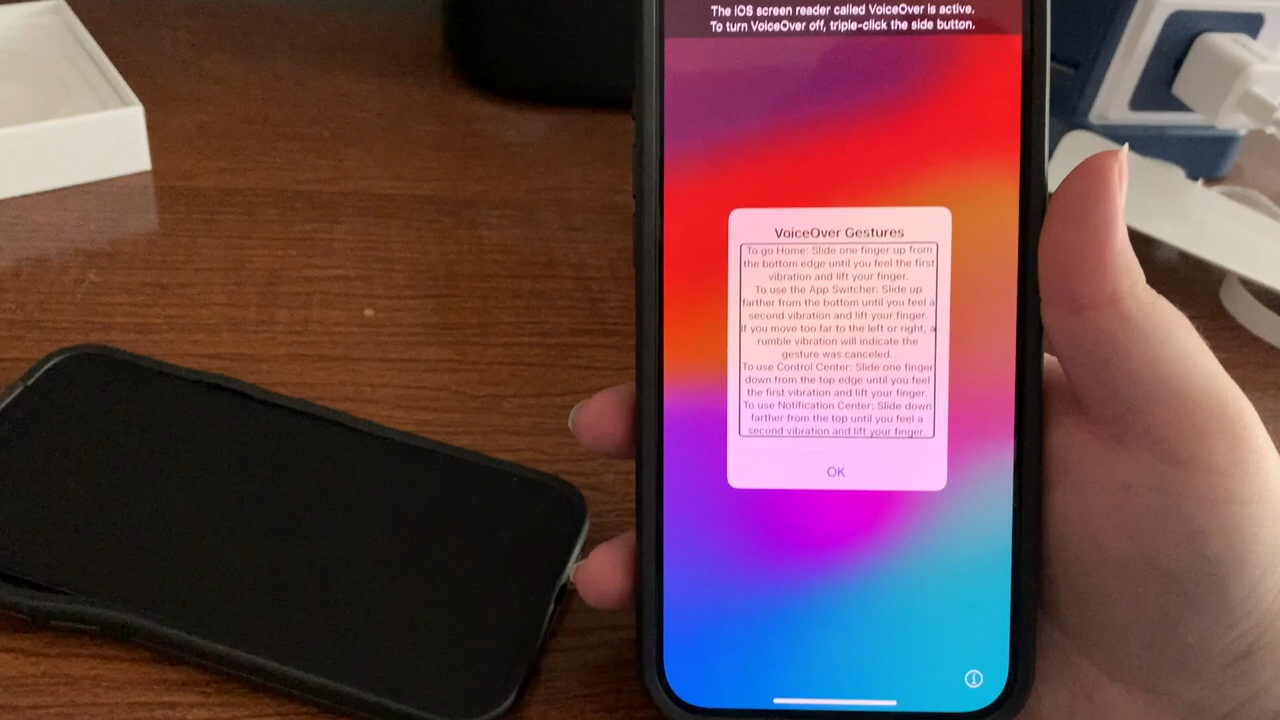 The iOS screen reader called VoiceOver is active.
To turn VoiceOver off, triple-click the side button.
VoiceOver Gestures
To go Home: Slide one finger up from
the bottom edge until you feel the first
vibration and lift your finger.
To use the App Switcher: Slide up
farther from the bottom until you feel a
second vibration and lift your finger.
If you move too far to the left or right, a
rumble vibration will indicate the
gesture was canceled.
To use Control Center: Slide one finger
down from the top edge until you feel
the first vibration and lift your finger.
To use Notification Center: Slide down
farther from the top until you feel a
second vibration and lift your finger.
OK